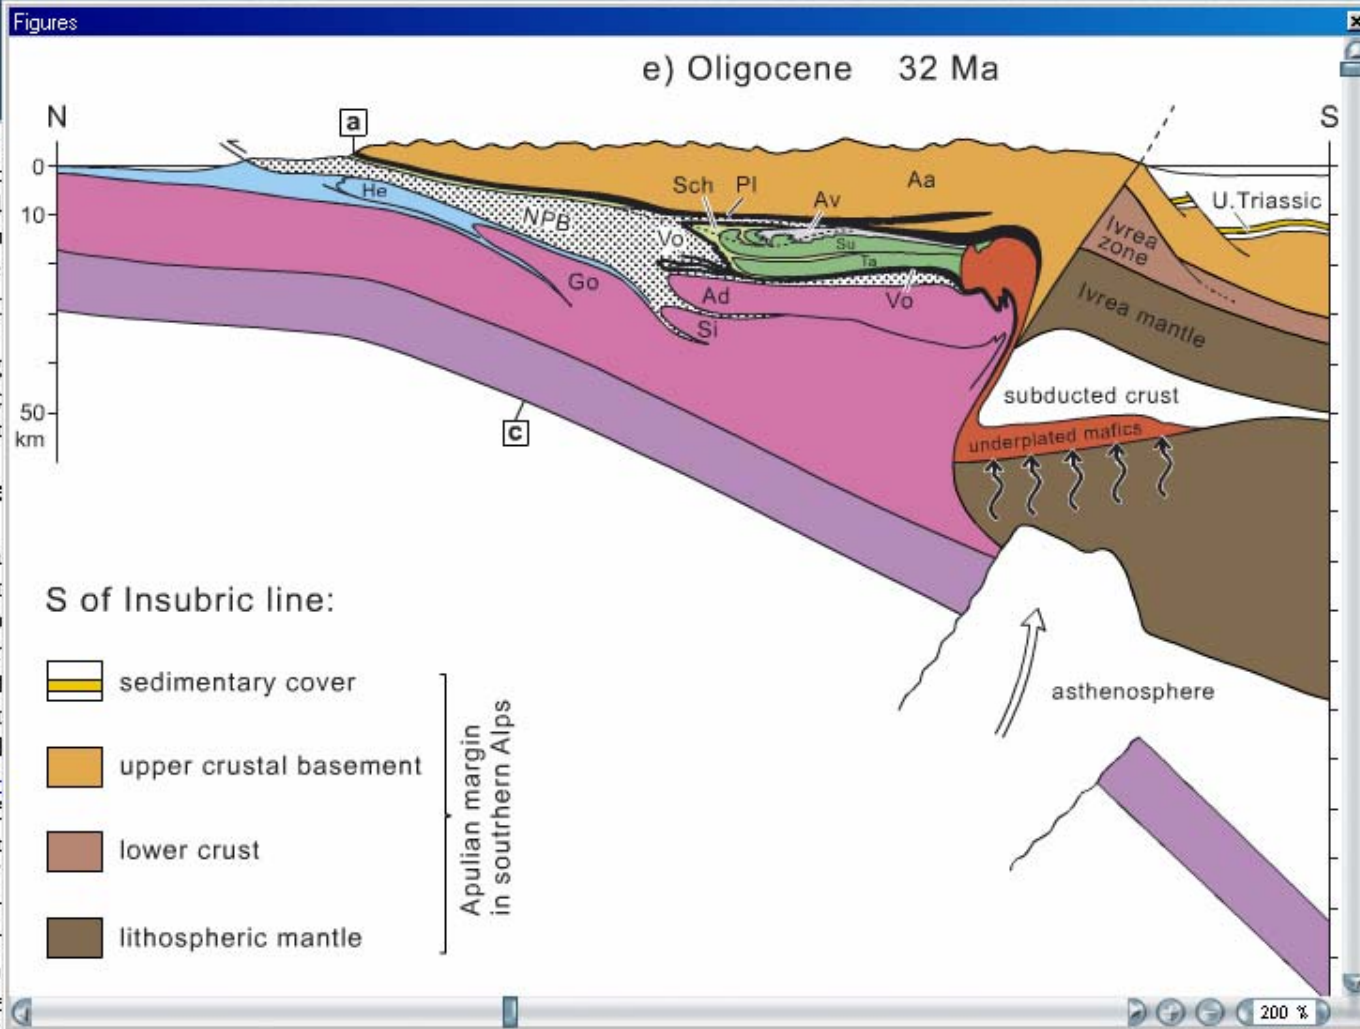 Figures
e) Oligocene 32 Ma
N
S
a
0
10
50
km
He
NPB
Sch
Pl
Av
Aa
Vo
Su
Ta
Go
Ad
Vo
Si
U.Triassic
Ivrea
zone
Ivrea mantle
subducted crust
underplated mafics
c
asthenosphere
S of Insubric line:
sedimentary cover
upper crustal basement
lower crust
lithospheric mantle
Apulian margin
in soutrhern Alps
200 %